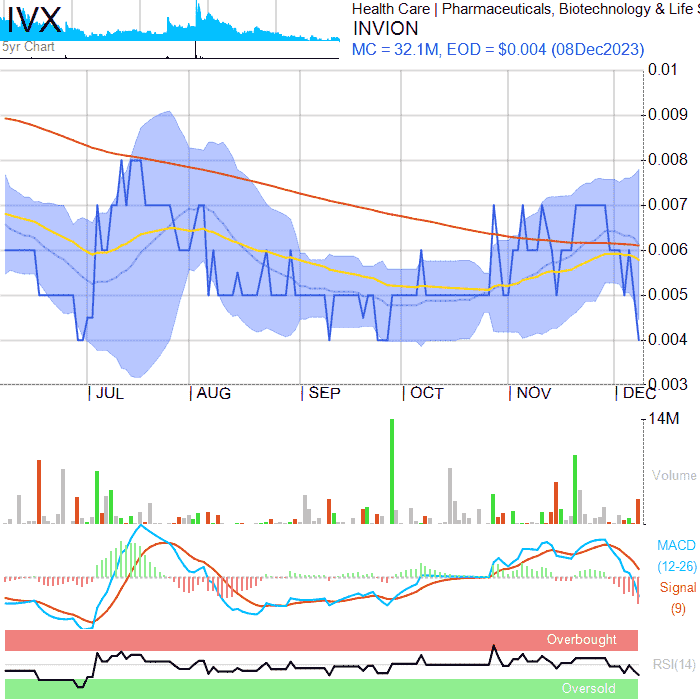 IVX
5yr Chart
Health Care | Pharmaceuticals, Biotechnology & Life S
INVION
MC = 32.1M, EOD = $0.004 (08Dec2023)
0.01
0.009
0.008
0.007
0.006
0.005
0.004
0.003
JUL AUG SEP OCT NOV DEC
14M
Volume
MACD
(12-26)
Signal
(9)
Overbought
RSI(14)
Oversold